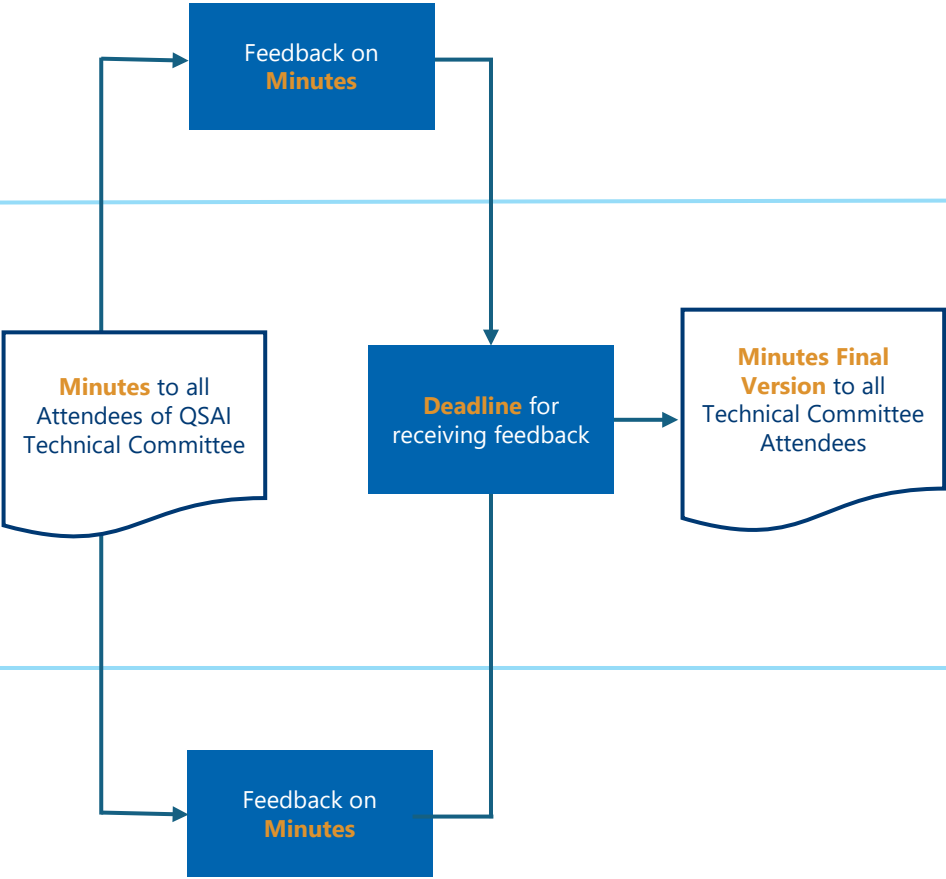 Feedback on
Minutes
Minutes to all
Attendees of QSAI
Technical Committee
Deadline for
receiving feedback
Minutes Final
Version to all
Technical Committee
Attendees
Feedback on
Minutes